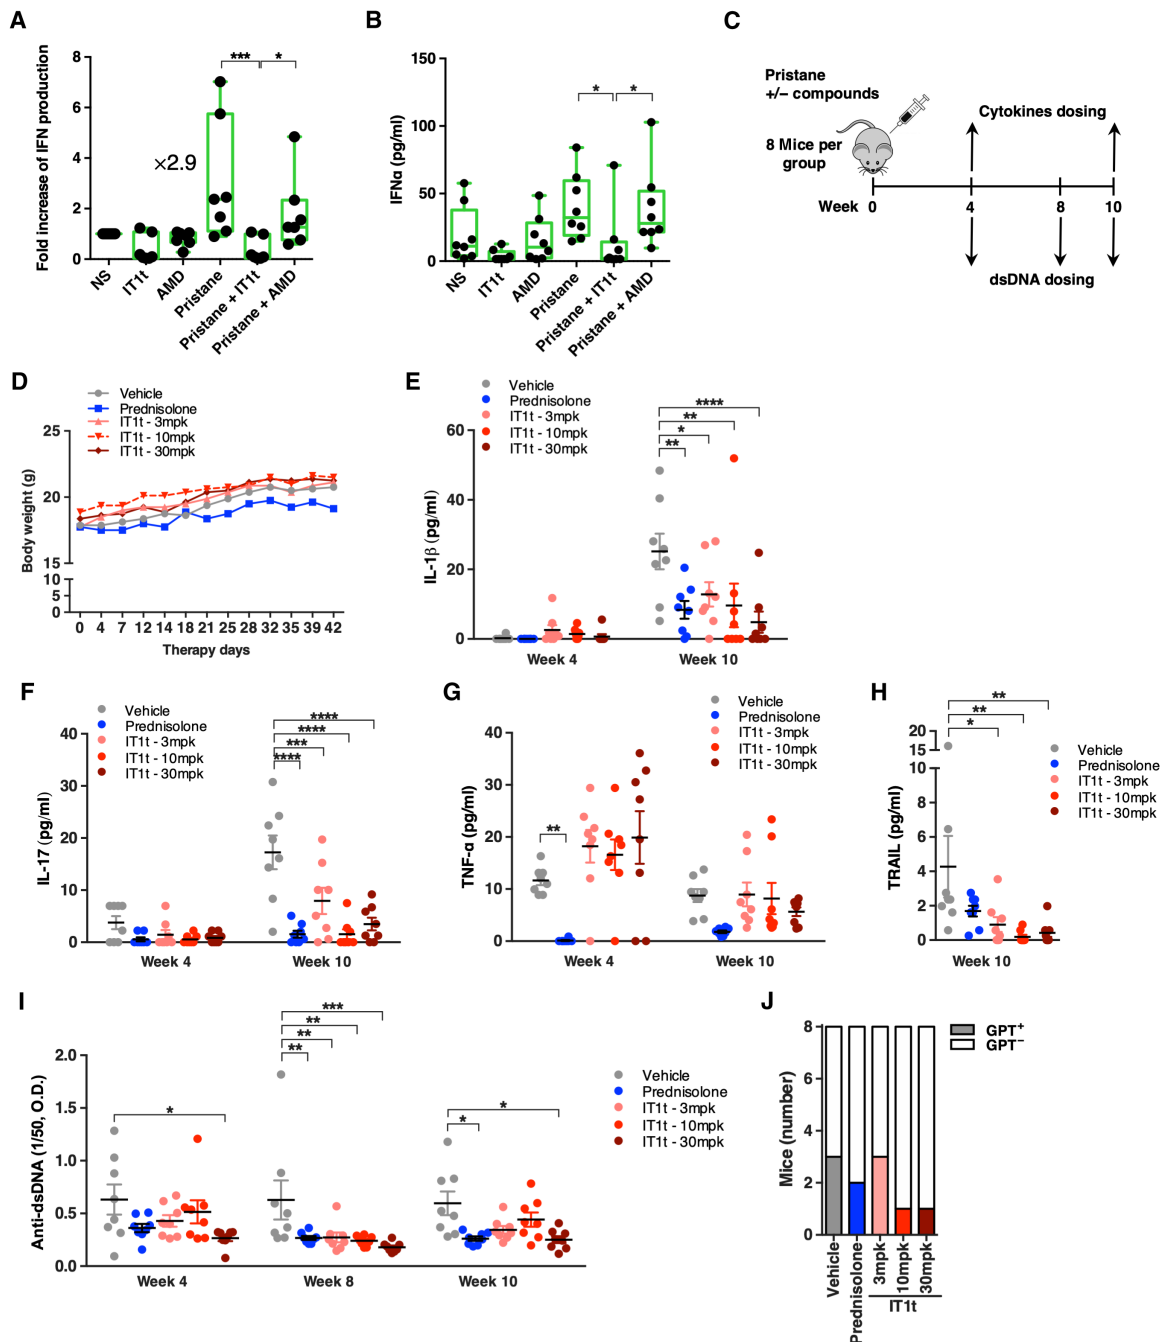 A
Fold increase of IFN production
8
6
4
2
0
×2.9
***
*
NS
IT1t
AMD
Pristane
Pristane + IT1t
Pristane + AMD
B
IFNα (pg/ml)
150
100
50
0
*
*
NS
IT1t
AMD
Pristane
Pristane + IT1t
Pristane + AMD
C
Pristane
+/− compounds
8 Mice per
group
Cytokines dosing
Week
0
4
8
10
dsDNA dosing
D
Vehicle
Prednisolone
IT1t - 3mpk
IT1t - 10mpk
IT1t - 30mpk
Body weight (g)
25
20
15
10
5
0
0 4 7 12 14 18 21 25 28 32 35 39 42
Therapy days
E
Vehicle
Prednisolone
IT1t - 3mpk
IT1t - 10mpk
IT1t - 30mpk
****
**
*
**
IL-1β (pg/ml)
60
40
20
0
Week 4
Week 10
F
Vehicle
Prednisolone
IT1t - 3mpk
IT1t - 10mpk
IT1t - 30mpk
****
****
***
****
IL-17 (pg/ml)
40
30
20
10
0
Week 4
Week 10
G
Vehicle
Prednisolone
IT1t - 3mpk
IT1t - 10mpk
IT1t - 30mpk
**
TNF-α (pg/ml)
40
30
20
10
0
Week 4
Week 10
H
**
**
*
Vehicle
Prednisolone
IT1t - 3mpk
IT1t - 10mpk
IT1t - 30mpk
TRAIL (pg/ml)
20
15
10
8
6
4
2
0
Week 10
I
***
**
**
**
*
*
*
Vehicle
Prednisolone
IT1t - 3mpk
IT1t - 10mpk
IT1t - 30mpk
Anti-dsDNA (1/50, O.D.)
2.0
1.5
1.0
0.5
0.0
Week 4
Week 8
Week 10
J
GPT+
GPT−
Mice (number)
8
6
4
2
0
Vehicle
Prednisolone
3mpk
10mpk
30mpk
IT1t